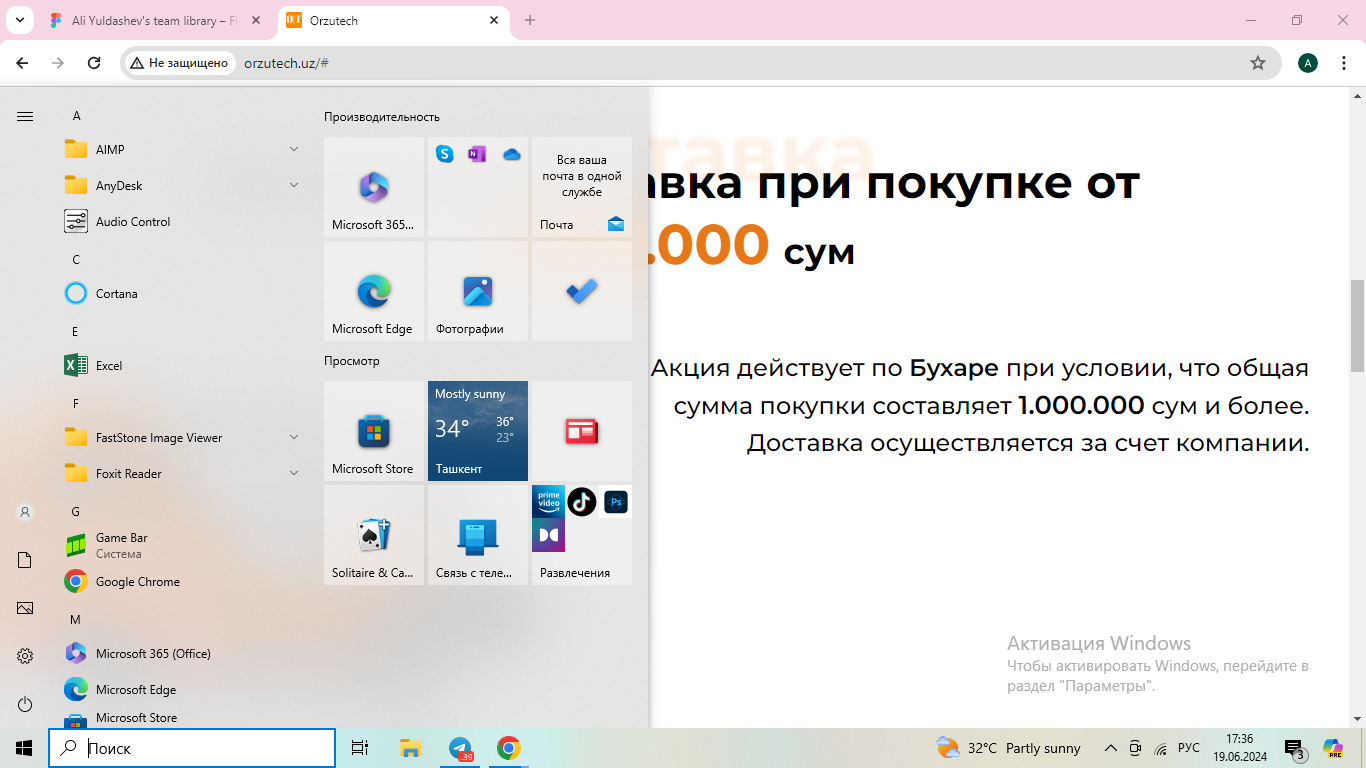 Ali Yuldashev's team library – Fi
Orzutech
Не защищено
orzutech.uz/#
A
A
AIMP
AnyDesk
Audio Control
C
Cortana
E
Excel
F
FastStone Image Viewer
Foxit Reader
G
Game Bar
Система
Google Chrome
M
Microsoft 365 (Office)
Microsoft Edge
Microsoft Store
Производительность
Microsoft 365...
Вся ваша
почта в одной
службе
Почта
Microsoft Edge
Фотографии
Просмотр
Microsoft Store
Mostly sunny
34°
36°
23°
Ташкент
Solitaire & Ca...
Связь с теле...
prime video
Ps
Развлечения
тавка
авка при покупке от
.000 сум
Акция действует по Бухаре при условии, что общая
сумма покупки составляет 1.000.000 сум и более.
Доставка осуществляется за счет компании.
Активация Windows
Чтобы активировать Windows, перейдите в
раздел "Параметры".
Поиск
32°C Partly sunny
РУС
17:36
19.06.2024
3
PRE